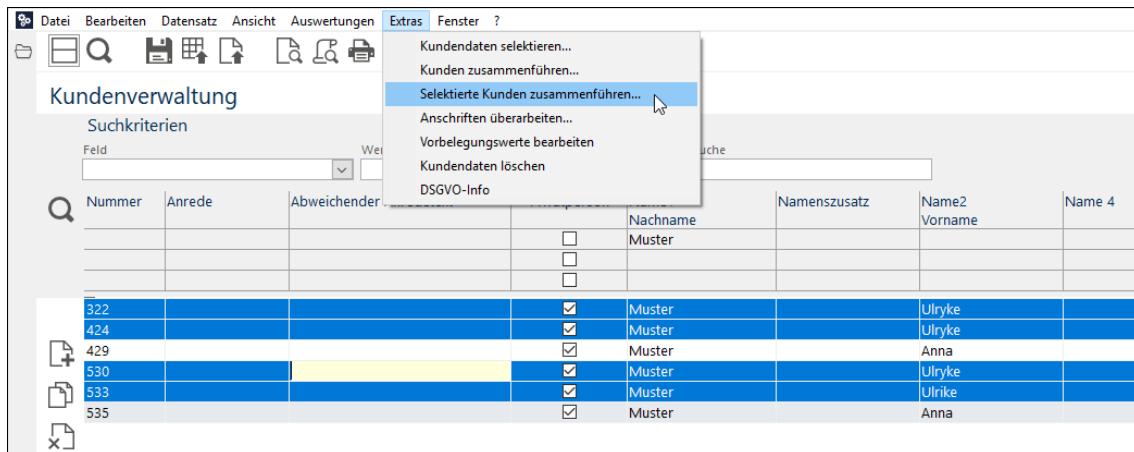 Datei Bearbeiten Datensatz Ansicht Auswertungen Extras Fenster ?
Kundendaten selektieren...
Kunden zusammenführen...
Selektierte Kunden zusammenführen...
Anschriften überarbeiten...
Vorbelegungswerte bearbeiten
Kundendaten löschen
DSGVO-Info
Kundenverwaltung
Suchkriterien
Feld
Nummer Anrede Abweichender Namenszusatz Name2 Name 4
Nachname Vorname
Muster
322 Muster Ulryke
424 Muster Ulryke
429 Muster Anna
530 Muster Ulryke
533 Muster Ulrike
535 Muster Anna